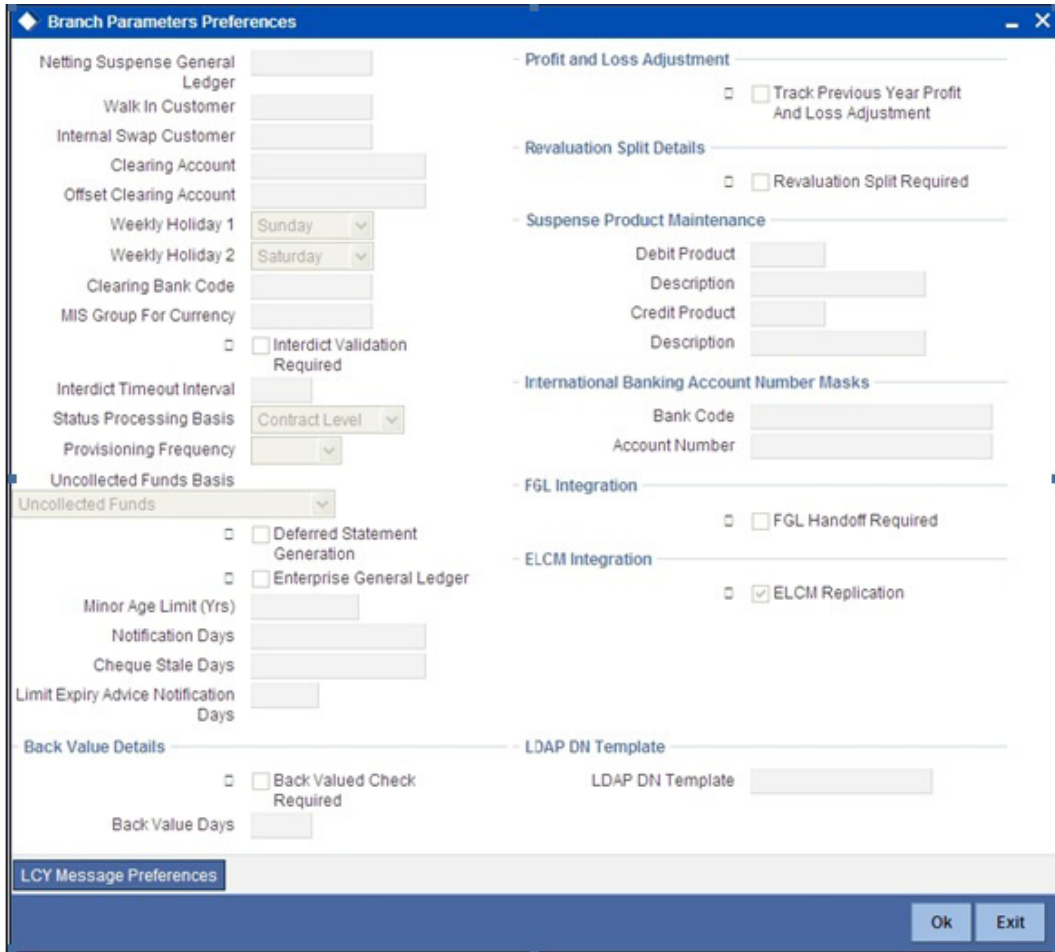 Branch Parameters Preferences
Netting Suspense General
Ledger
Walk In Customer
Internal Swap Customer
Clearing Account
Offset Clearing Account
Weekly Holiday 1
Sunday
Weekly Holiday 2
Saturday
Clearing Bank Code
MIS Group For Currency
Interdict Validation
Required
Interdict Timeout Interval
Status Processing Basis
Contract Level
Provisioning Frequency
Uncollected Funds Basis
Uncollected Funds
Deferred Statement
Generation
Enterprise General Ledger
Minor Age Limit (Yrs)
Notification Days
Cheque Stale Days
Limit Expiry Advice Notification
Days
Back Value Details
Back Valued Check
Required
Back Value Days
Profit and Loss Adjustment
Track Previous Year Profit
And Loss Adjustment
Revaluation Split Details
Revaluation Split Required
Suspense Product Maintenance
Debit Product
Description
Credit Product
Description
International Banking Account Number Masks
Bank Code
Account Number
FGL Integration
FGL Handoff Required
ELCM Integration
ELCM Replication
LDAP DN Template
LDAP DN Template
LCY Message Preferences
Ok
Exit